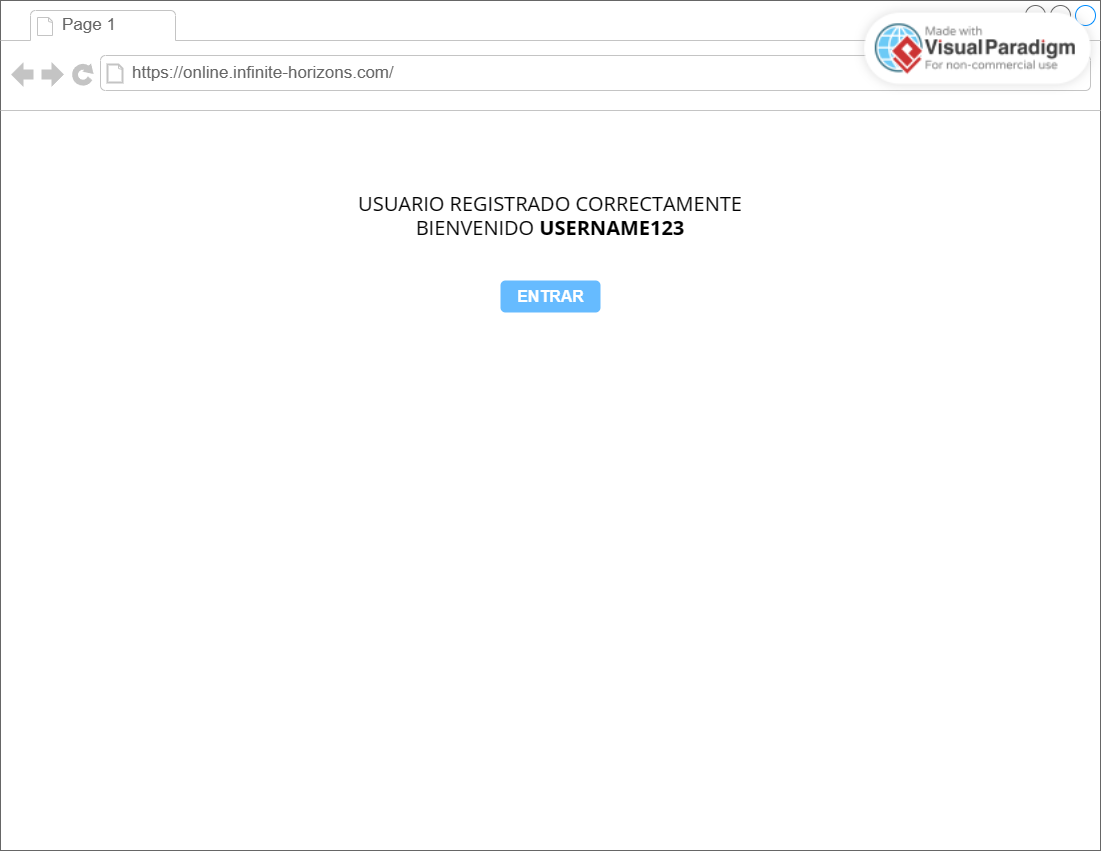 Page 1
Made with
Visual Paradigm
For non-commercial use
https://online.infinite-horizons.com/
USUARIO REGISTRADO CORRECTAMENTE
BIENVENIDO USERNAME123
ENTRAR